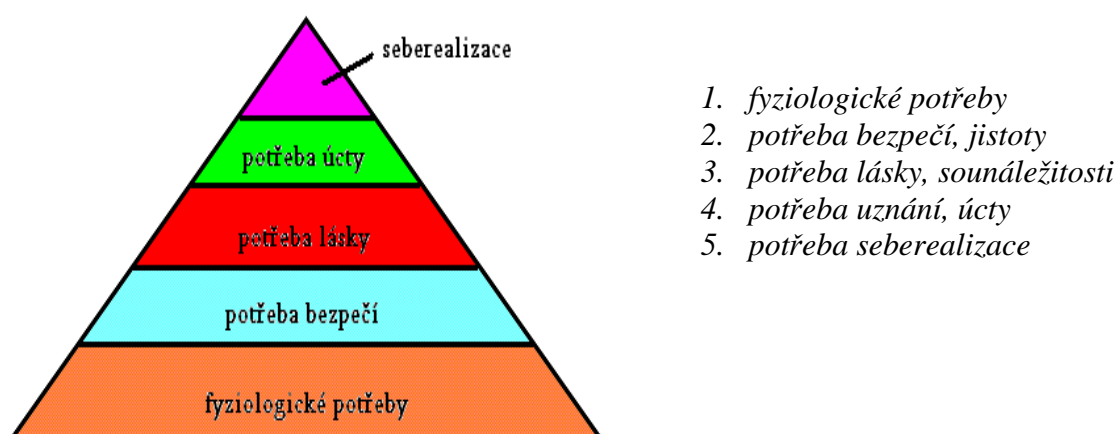 seberealizace
potřeba úcty
potřeba lásky
potřeba bezpečí
fyziologické potřeby
1. fyziologické potřeby
2. potřeba bezpečí, jistoty
3. potřeba lásky, sounáležitosti
4. potřeba uznání, úcty
5. potřeba seberealizace